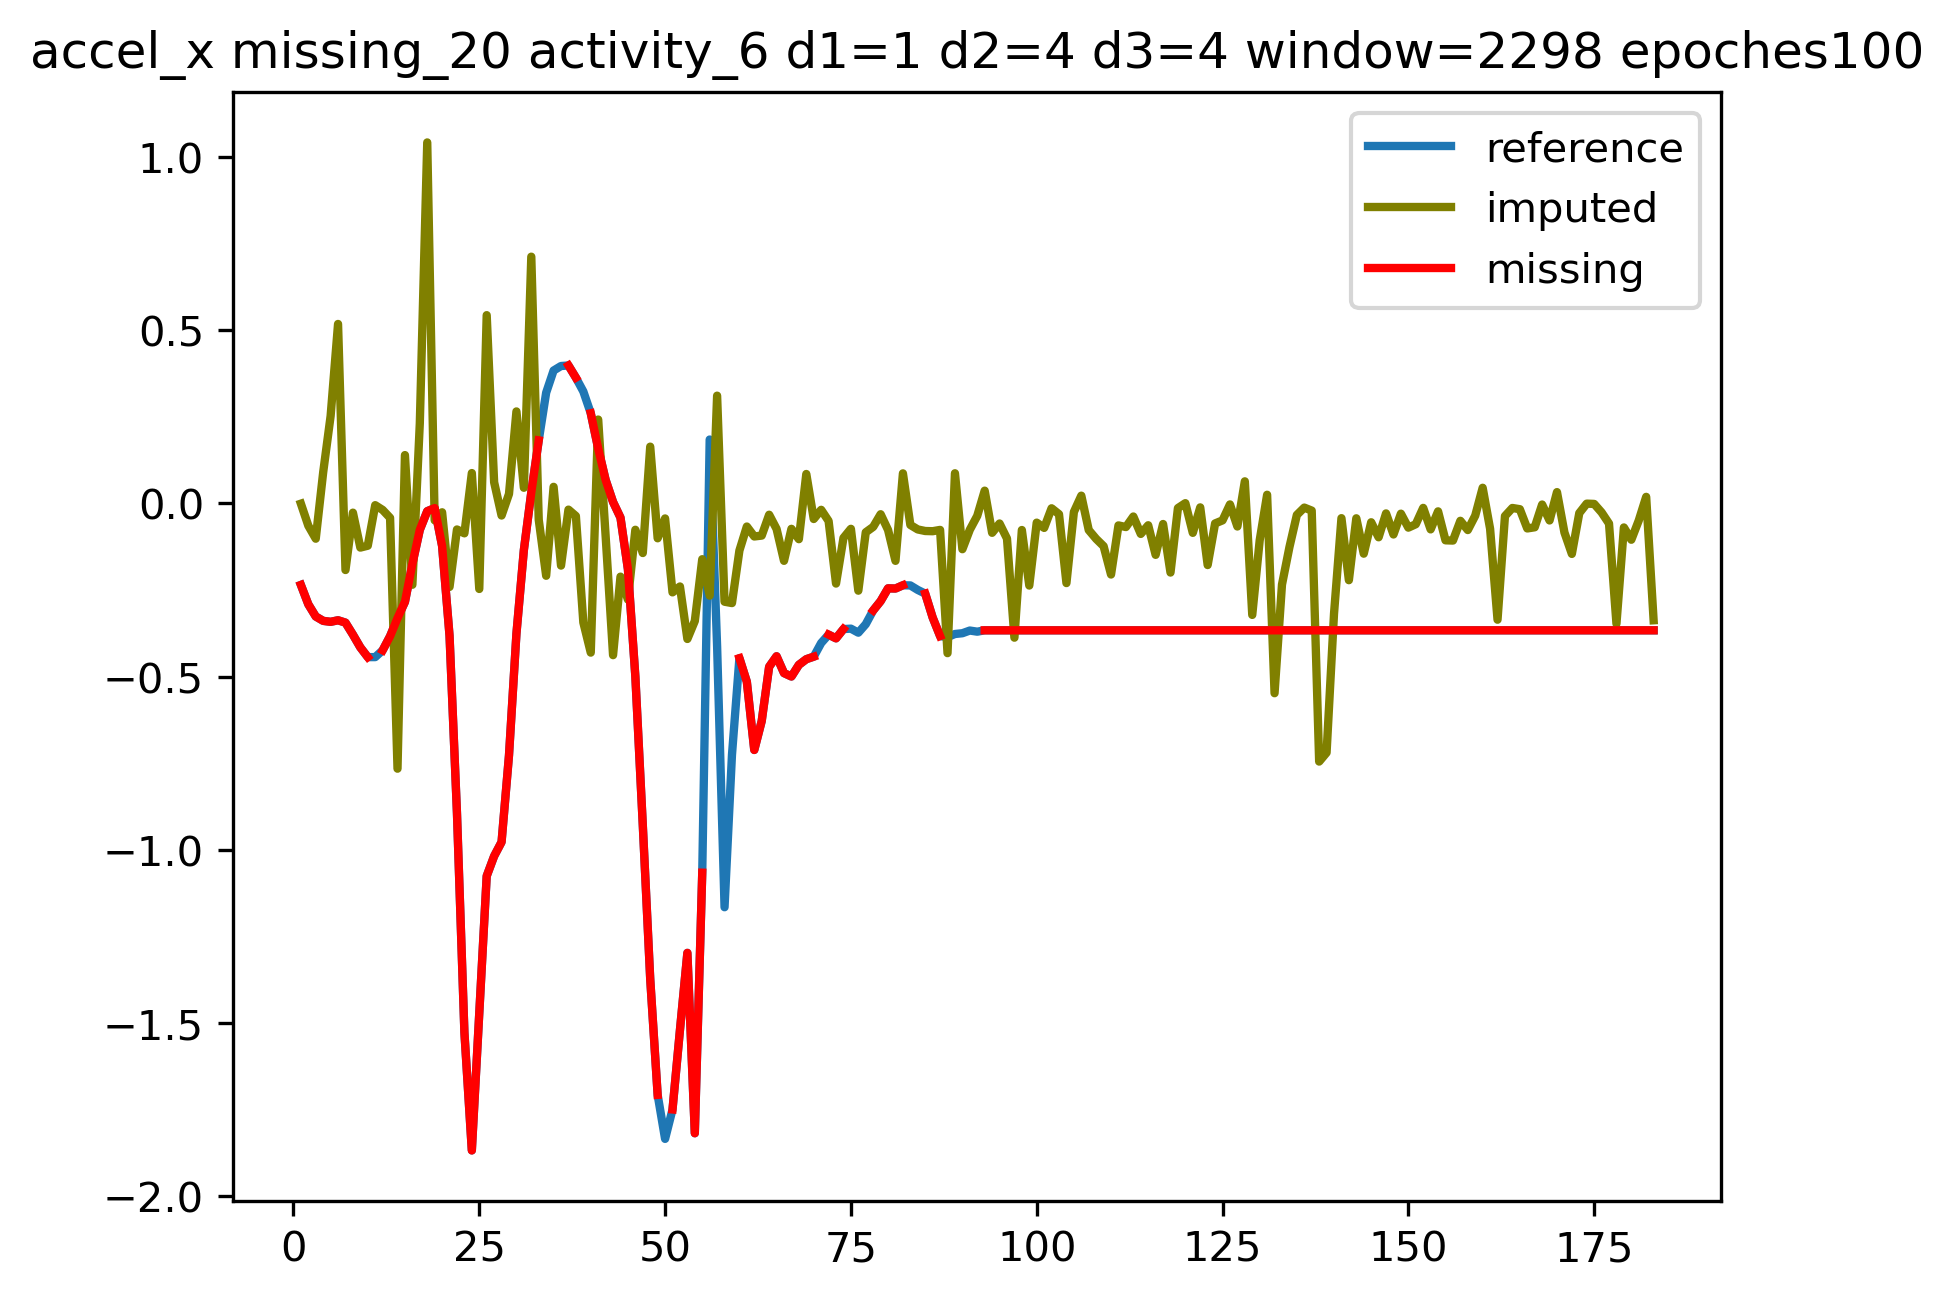 accel_x missing_20 activity_6 d1=1 d2=4 d3=4 window=2298 epoches100
reference
imputed
missing
1.0
0.5
0.0
−0.5
−1.0
−1.5
−2.0
0 25 50 75 100 125 150 175